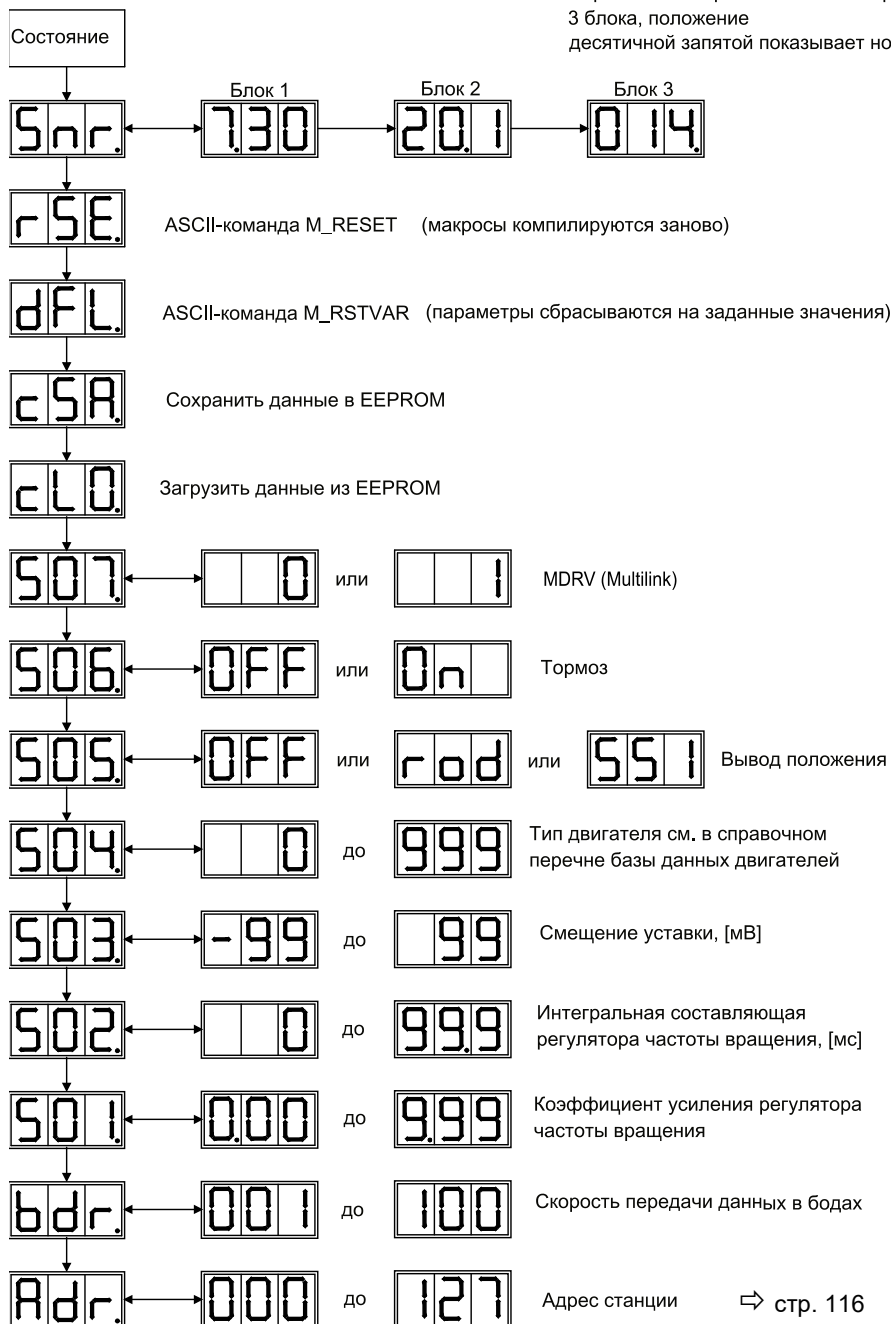 3 блока, положение
десятичной запятой показывает но
Состояние
Блок 1 Блок 2 Блок 3
Snr. 7.30 20.1 014.
rSE. ASCII-команда M_RESET (макросы компилируются заново)
dFL. ASCII-команда M_RSTVAR (параметры сбрасываются на заданные значения)
cSA. Сохранить данные в EEPROM
cLO. Загрузить данные из EEPROM
S07. 0 или 1 MDRV (Multilink)
S06. OFF или On Тормоз
S05. OFF или rod или SSI Вывод положения
S04. 0 до 999 Тип двигателя см. в справочном
перечне базы данных двигателей
S03. -99 до 99 Смещение уставки, [мВ]
S02. 0 до 99.9 Интегральная составляющая
регулятора частоты вращения, [мс]
S01. 0.00 до 9.99 Коэффициент усиления регулятора
частоты вращения
bdr. 001 до 100 Скорость передачи данных в бодах
Adr. 000 до 127 Адрес станции ⇨ стр. 116